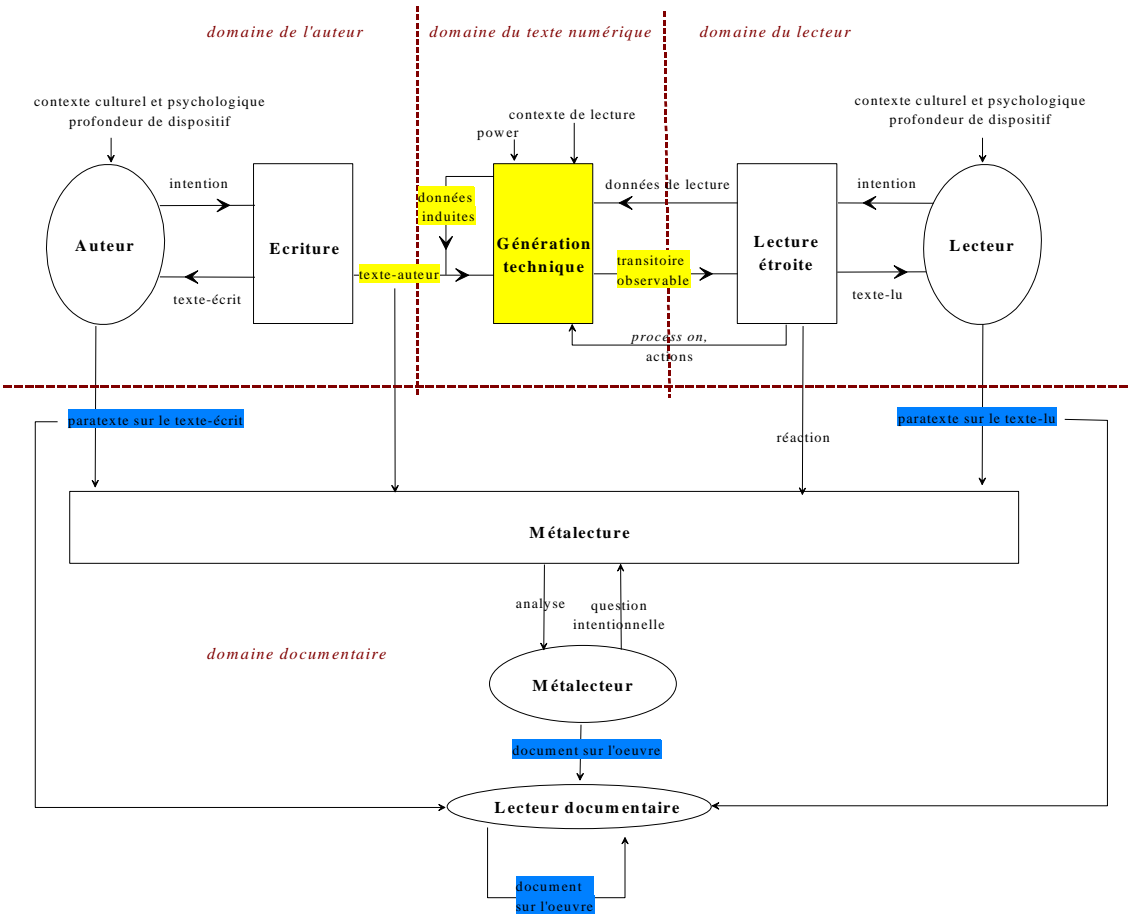 domaine de l'auteur
domaine du texte numérique
domaine du lecteur
contexte culturel et psychologique
profondeur de dispositif
contexte de lecture
power
contexte culturel et psychologique
profondeur de dispositif
intention
données
induites
données de lecture
intention
Auteur
Ecriture
Génération
technique
Lecture
étroite
Lecteur
texte-écrit
texte-auteur
transitoire
observable
texte-lu
process on,
actions
paratexte sur le texte-écrit
paratexte sur le texte-lu
réaction
Métalecture
analyse
question
intentionnelle
domaine documentaire
Métalecteur
document sur l'oeuvre
Lecteur documentaire
document
sur l'oeuvre